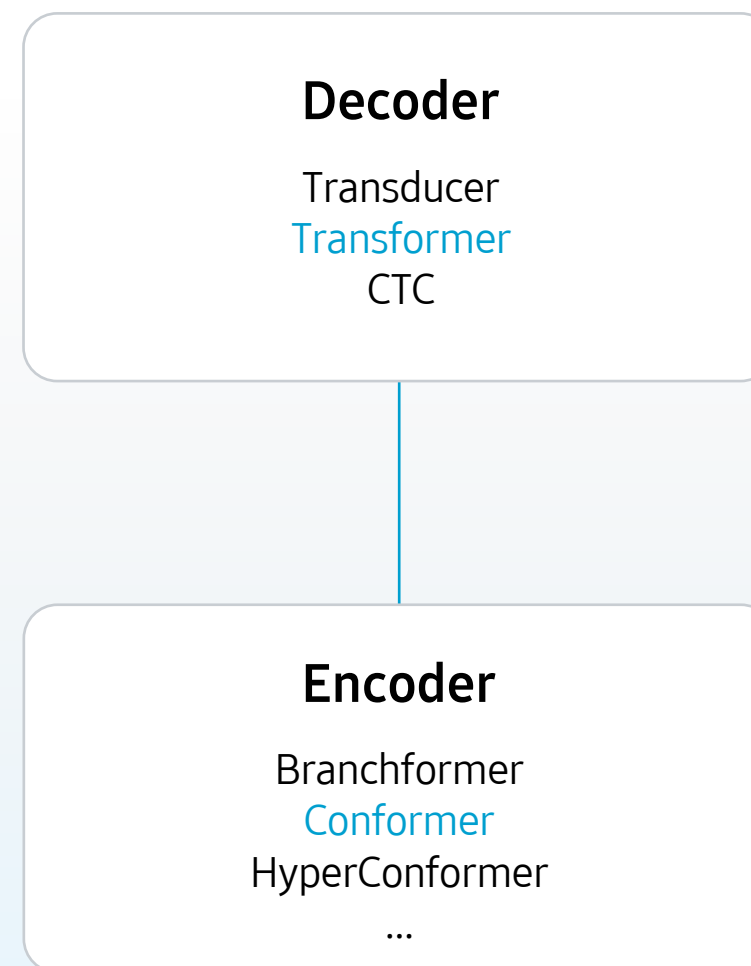 Decoder
Transducer
Transformer
CTC
Encoder
Branchformer
Conformer
HyperConformer
...